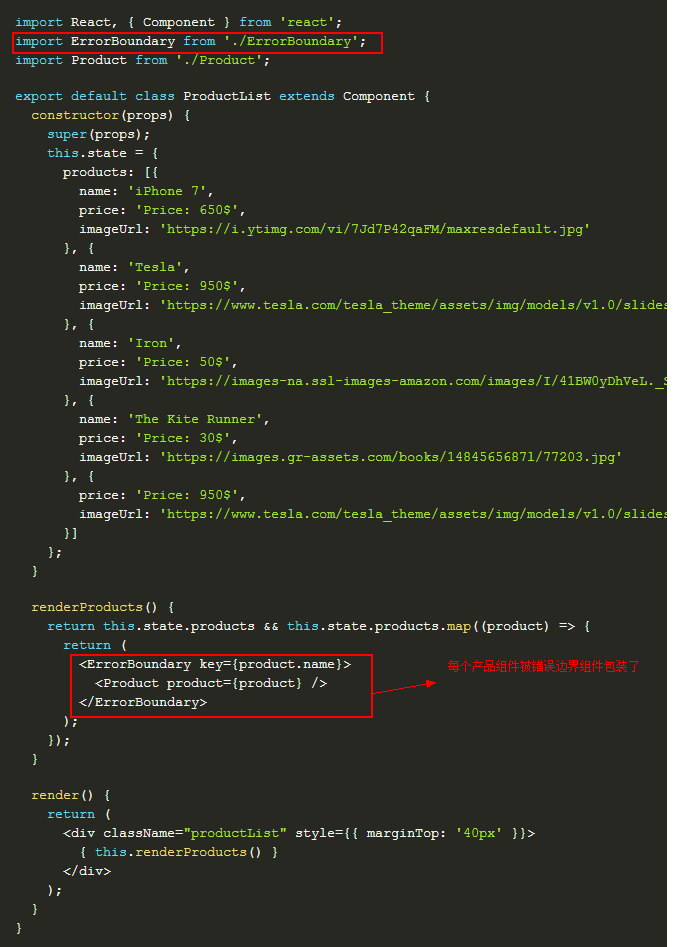 import React, { Component } from 'react';
import ErrorBoundary from './ErrorBoundary';
import Product from './Product';
export default class ProductList extends Component {
constructor(props) {
super(props);
this.state = {
products: [{
name: 'iPhone 7',
price: 'Price: 650$',
imageUrl: 'https://i.ytimg.com/vi/7Jd7P42qaFM/maxresdefault.jpg'
}, {
name: 'Tesla',
price: 'Price: 950$',
imageUrl: 'https://www.tesla.com/tesla_theme/assets/img/models/v1.0/slides
}, {
name: 'Iron',
price: 'Price: 50$',
imageUrl: 'https://images-na.ssl-images-amazon.com/images/I/41BW0yDhVeL._S
}, {
name: 'The Kite Runner',
price: 'Price: 30$',
imageUrl: 'https://images.gr-assets.com/books/1484565687l/77203.jpg'
}, {
price: 'Price: 950$',
imageUrl: 'https://www.tesla.com/tesla_theme/assets/img/models/v1.0/slides
}]
};
}
renderProducts() {
return this.state.products && this.state.products.map((product) => {
return (
<ErrorBoundary key={product.name}>
每个产品组件被错误边界组件包装了
<Product product={product} />
</ErrorBoundary>
);
});
}
render() {
return (
<div className="productList" style={{ marginTop: '40px' }}>
{ this.renderProducts() }
</div>
);
}
}